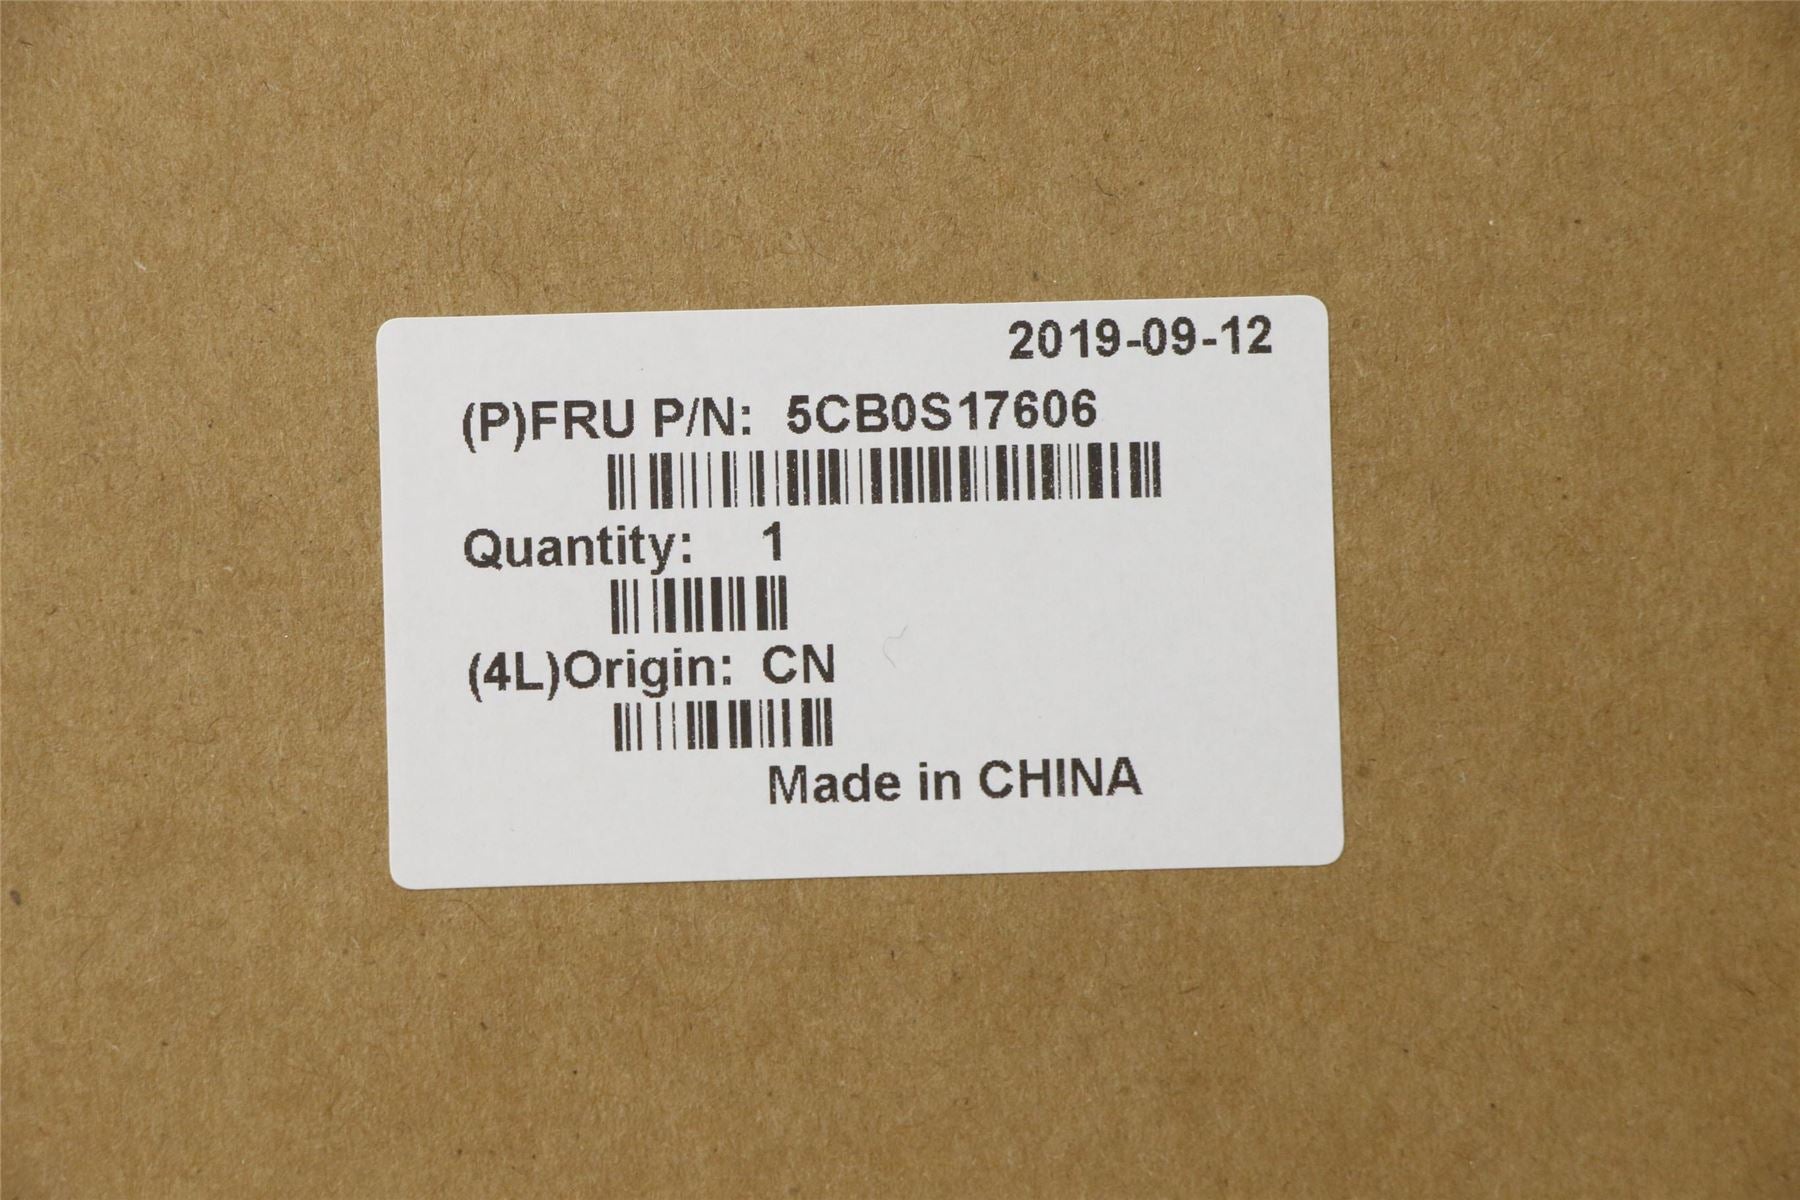 2019-09-12
(P)FRU P/N: 5CB0S17606
Quantity: 1
(4L)Origin: CN
Made in CHINA